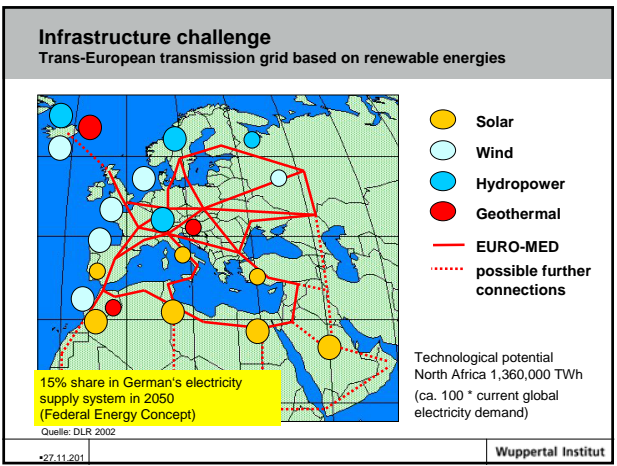 Infrastructure challenge
Trans-European transmission grid based on renewable energies
Solar
Wind
Hydropower
Geothermal
EURO-MED
possible further
connections
Technological potential
North Africa 1,360,000 TWh
(ca. 100 * current global
electricity demand)
15% share in German‘s electricity
supply system in 2050
(Federal Energy Concept)
Quelle: DLR 2002
▪27.11.201
Wuppertal Institut